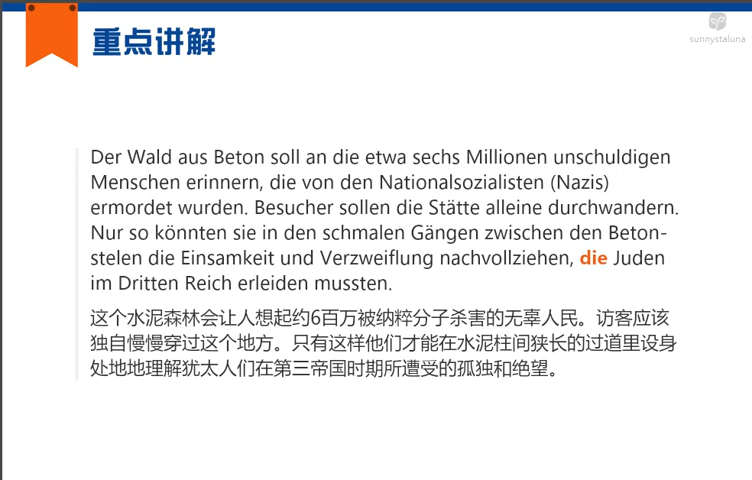 重点讲解
sunnystaluna
Der Wald aus Beton soll an die etwa sechs Millionen unschuldigen
Menschen erinnern, die von den Nationalsozialisten (Nazis)
ermordet wurden. Besucher sollen die Stätte alleine durchwandern.
Nur so könnten sie in den schmalen Gängen zwischen den Beton-
stelen die Einsamkeit und Verzweiflung nachvollziehen, die Juden
im Dritten Reich erleiden mussten.
这个水泥森林会让人想起约6百万被纳粹分子杀害的无辜人民。访客应该
独自慢慢穿过这个地方。只有这样他们才能在水泥柱间狭长的过道里设身
处地地理解犹太人们在第三帝国时期所遭受的孤独和绝望。